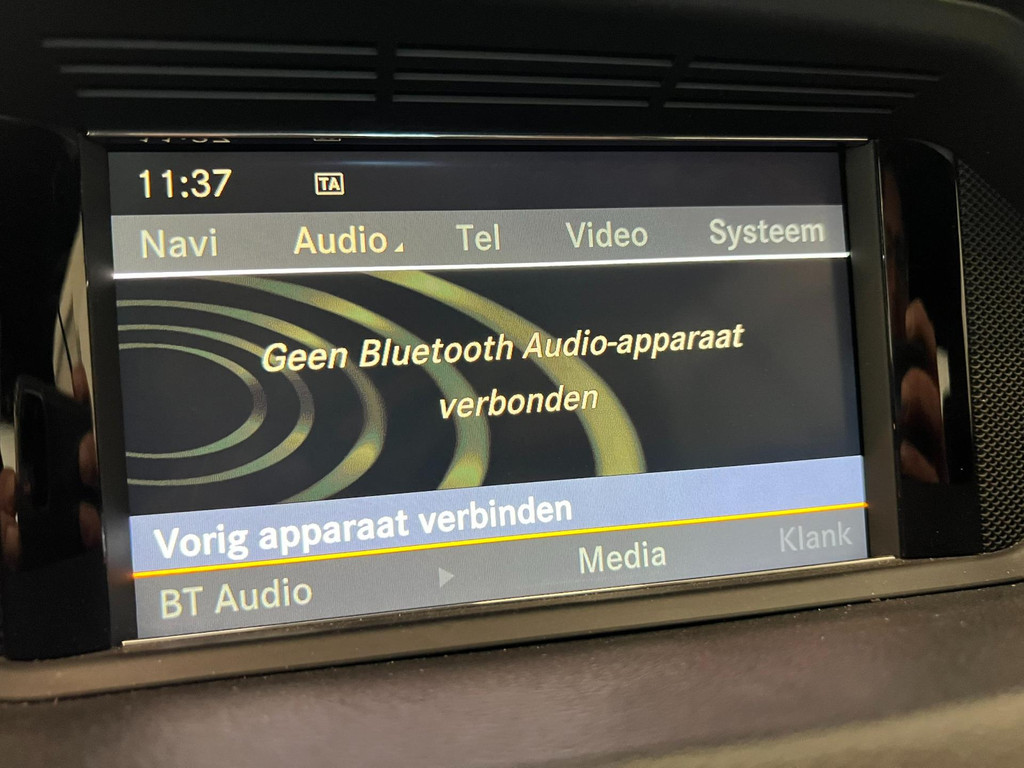 11:37 TA
Navi Audio Tel Video Systeem
Geen Bluetooth Audio-apparaat
verbonden
Vorig apparaat verbinden
BT Audio Media Klank